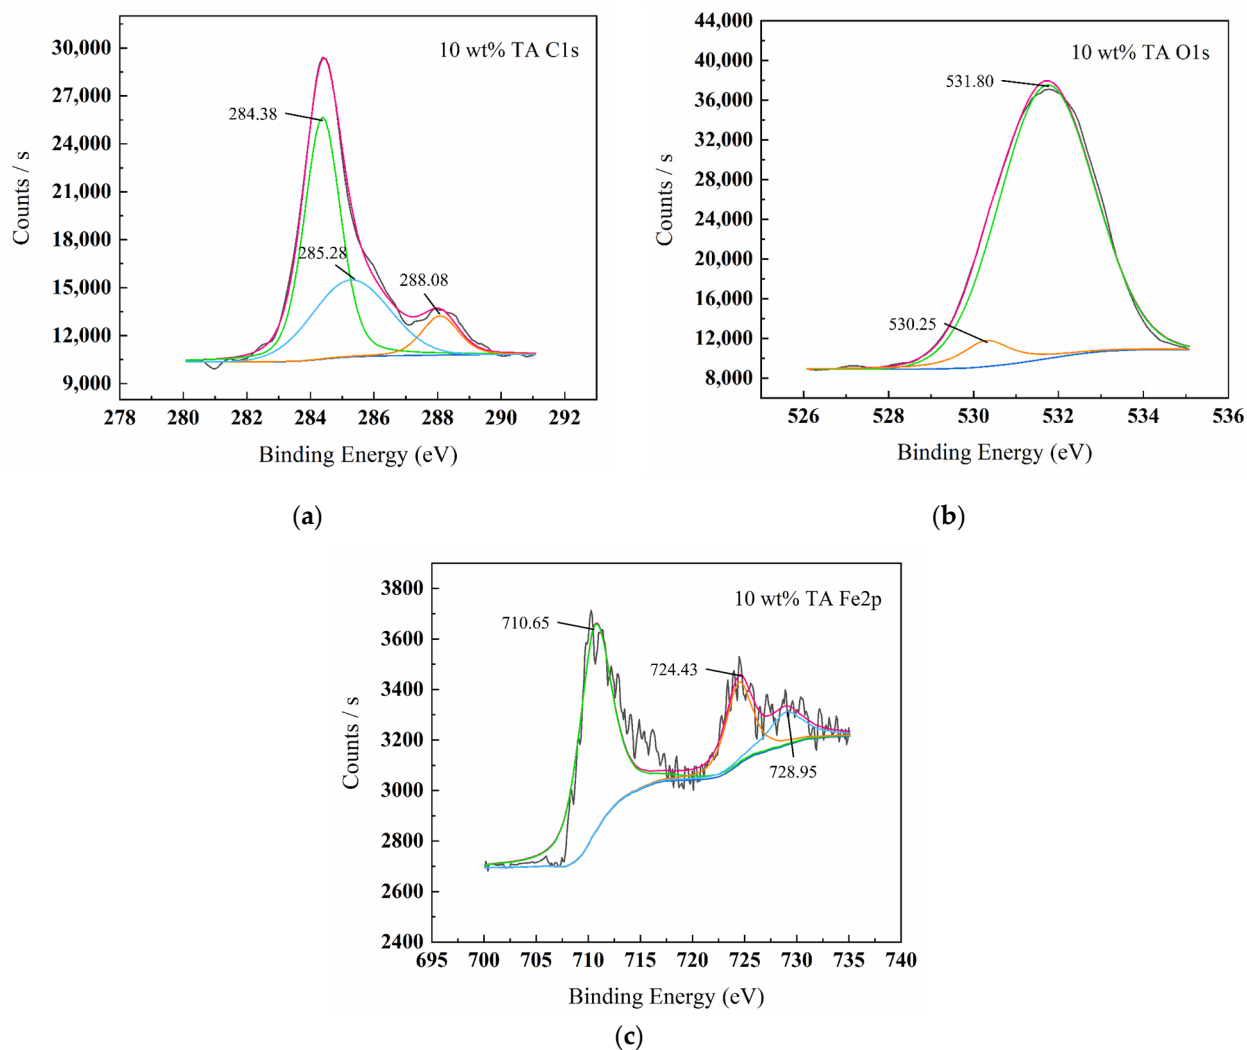 10 wt% TA C1s
Counts / s
30,000
27,000
24,000
21,000
18,000
15,000
12,000
9,000
284.38
285.28
288.08
278 280 282 284 286 288 290 292
Binding Energy (eV)
(a)
10 wt% TA O1s
Counts / s
44,000
40,000
36,000
32,000
28,000
24,000
20,000
16,000
12,000
8,000
531.80
530.25
526 528 530 532 534 536
Binding Energy (eV)
(b)
10 wt% TA Fe2p
Counts / s
3800
3600
3400
3200
3000
2800
2600
2400
710.65
724.43
728.95
695 700 705 710 715 720 725 730 735 740
Binding Energy (eV)
(c)